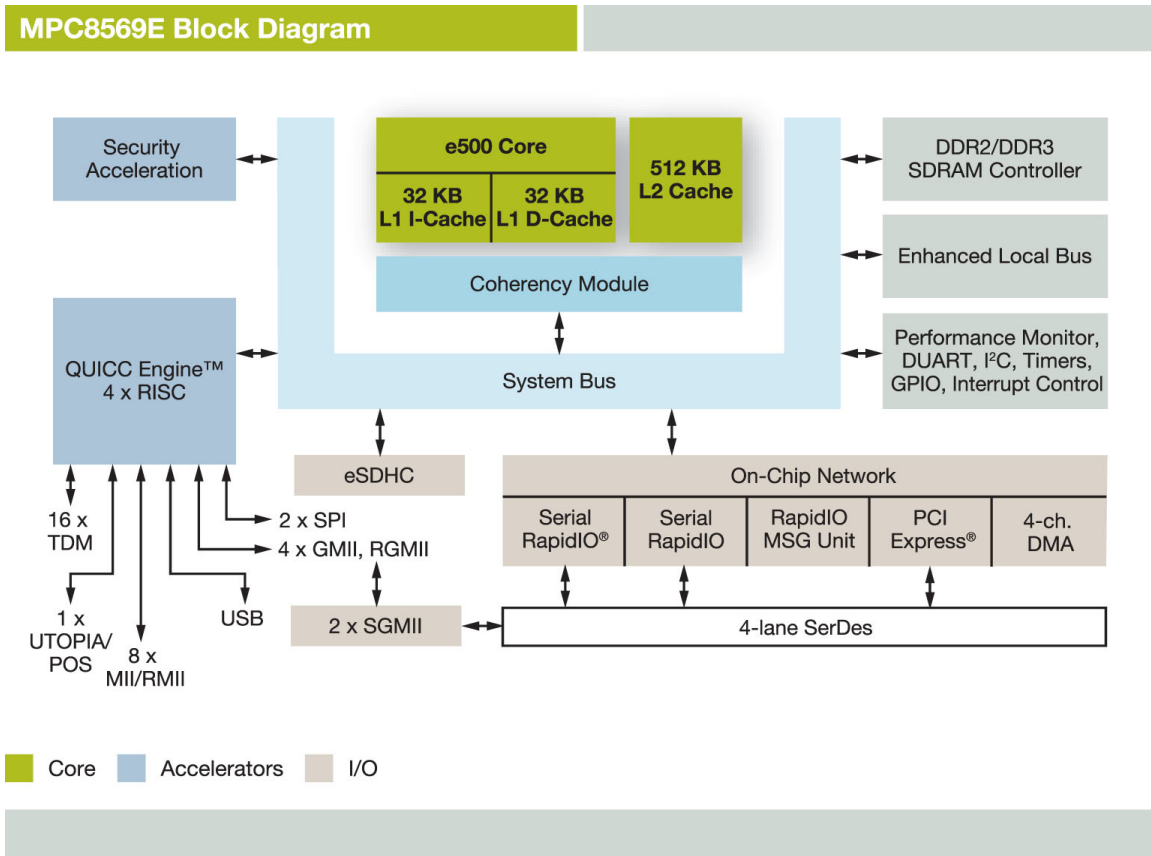 MPC8569E Block Diagram
Security
Acceleration
e500 Core
32 KB
L1 I-Cache
32 KB
L1 D-Cache
512 KB
L2 Cache
Coherency Module
System Bus
DDR2/DDR3
SDRAM Controller
Enhanced Local Bus
Performance Monitor,
DUART, I²C, Timers,
GPIO, Interrupt Control
QUICC Engine™
4 x RISC
eSDHC
On-Chip Network
Serial
RapidIO®
Serial
RapidIO
RapidIO
MSG Unit
PCI
Express®
4-ch.
DMA
16 x
TDM
2 x SPI
4 x GMII, RGMII
1 x
UTOPIA/
POS
8 x
MII/RMII
USB
2 x SGMII
4-lane SerDes
Core
Accelerators
I/O